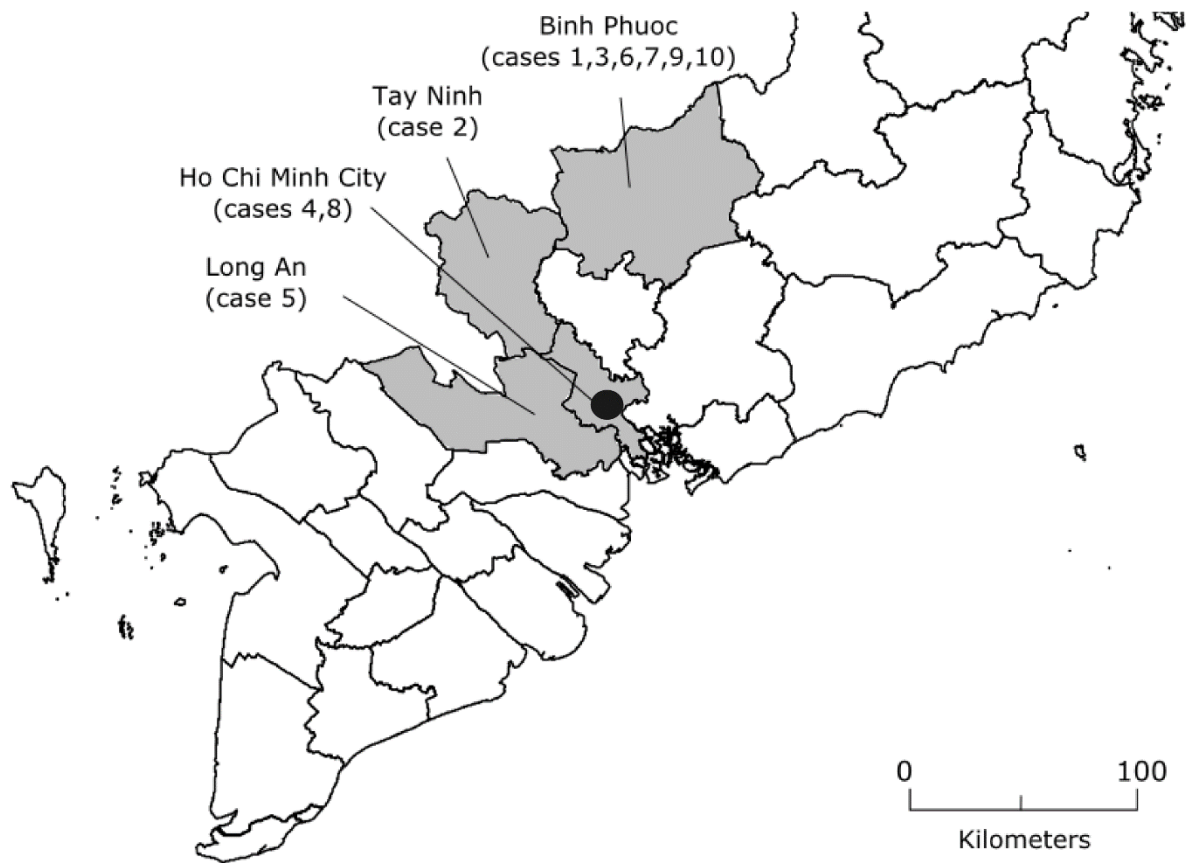 Binh Phuoc
(cases 1,3,6,7,9,10)
Tay Ninh
(case 2)
Ho Chi Minh City
(cases 4,8)
Long An
(case 5)
0 100
Kilometers